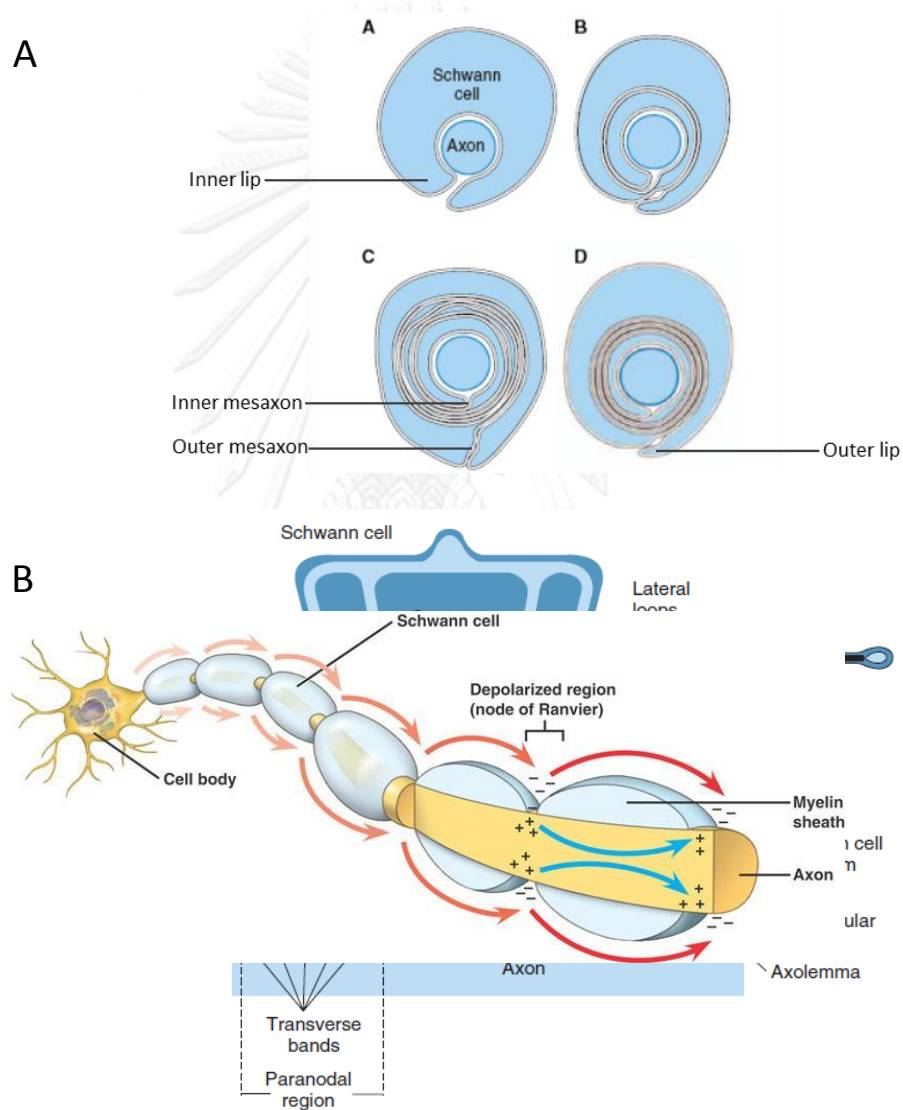 A
A
B
Schwann
cell
Axon
Inner lip
C
D
Inner mesaxon
Outer mesaxon
Outer lip
B
Schwann cell
Lateral
Schwann cell
Depolarized region
(node of Ranvier)
Cell body
Myelin
sheath
cell
Axon
Axon
Axolemma
Transverse
bands
Paranodal
region